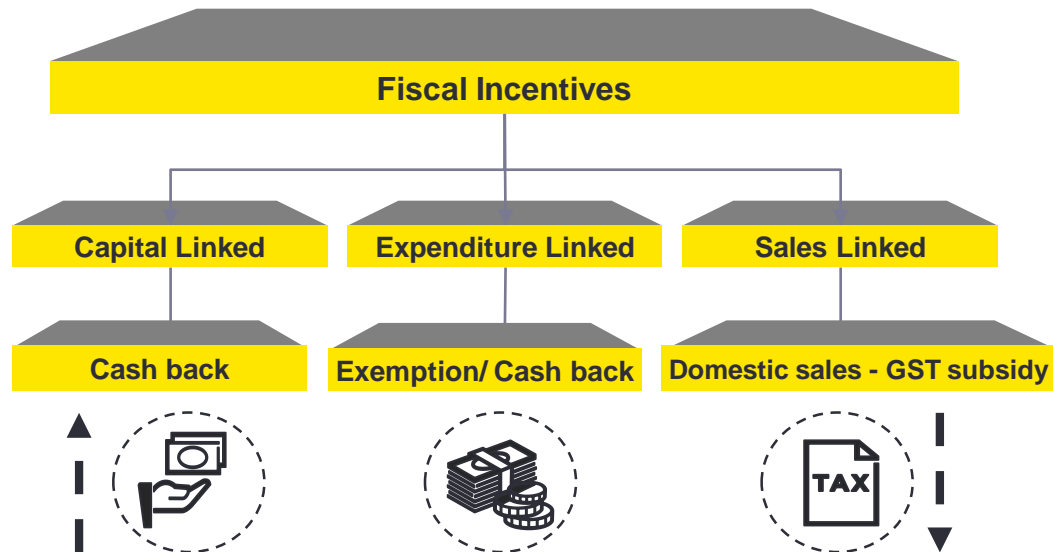 Fiscal Incentives
Capital Linked
Expenditure Linked
Sales Linked
Cash back
Exemption/ Cash back
Domestic sales - GST subsidy
TAX